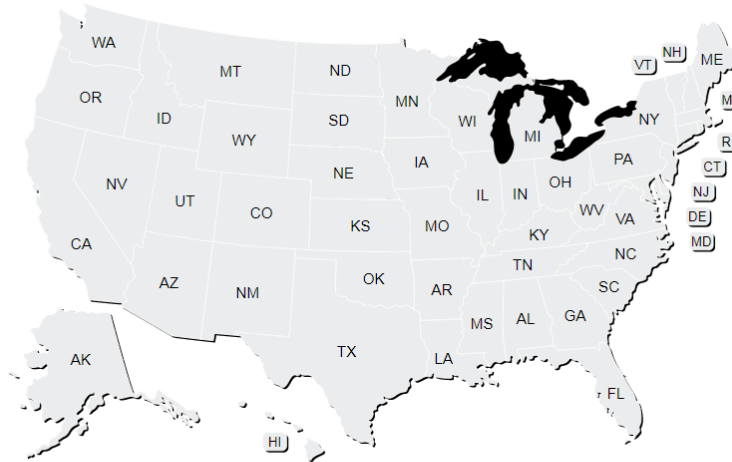 WA
MT
ND
MN
VT
NH
ME
OR
ID
WY
SD
WI
MI
NY
M
NV
UT
CO
NE
IA
IL
IN
OH
PA
R
CT
NJ
DE
MD
CA
AZ
NM
KS
OK
MO
KY
WV
VA
TN
NC
SC
AR
MS
AL
GA
TX
LA
FL
AK
HI